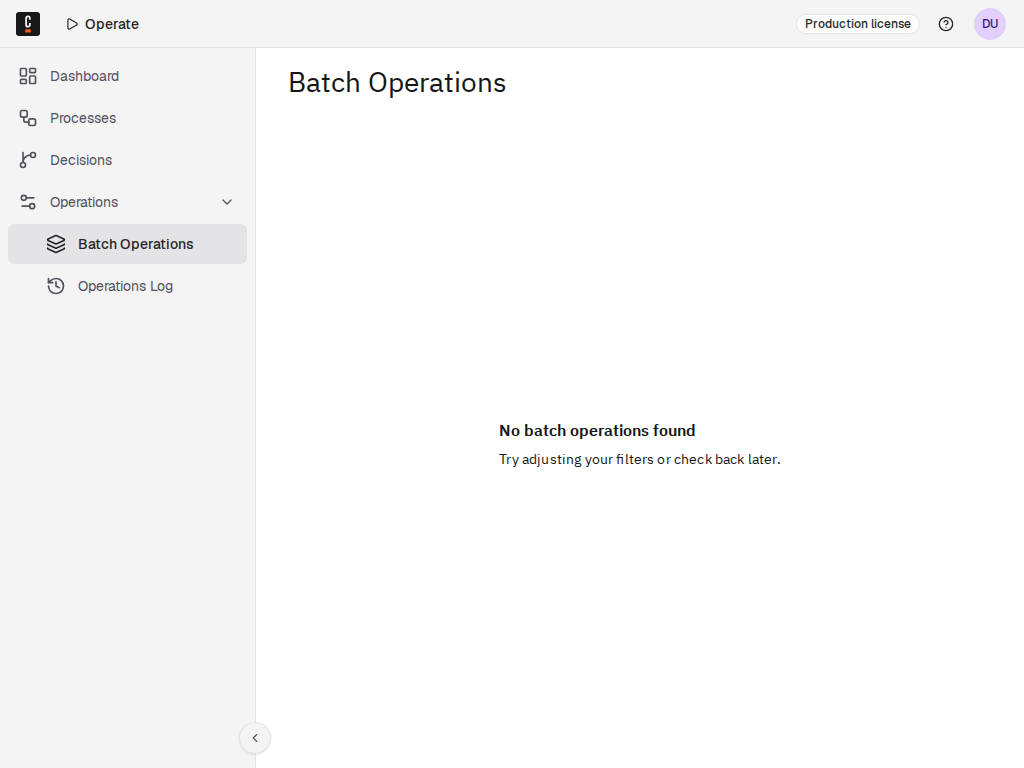 C
Operate
Production license
DU
Dashboard
Processes
Decisions
Operations
Batch Operations
Operations Log
Batch Operations
No batch operations found
Try adjusting your filters or check back later.